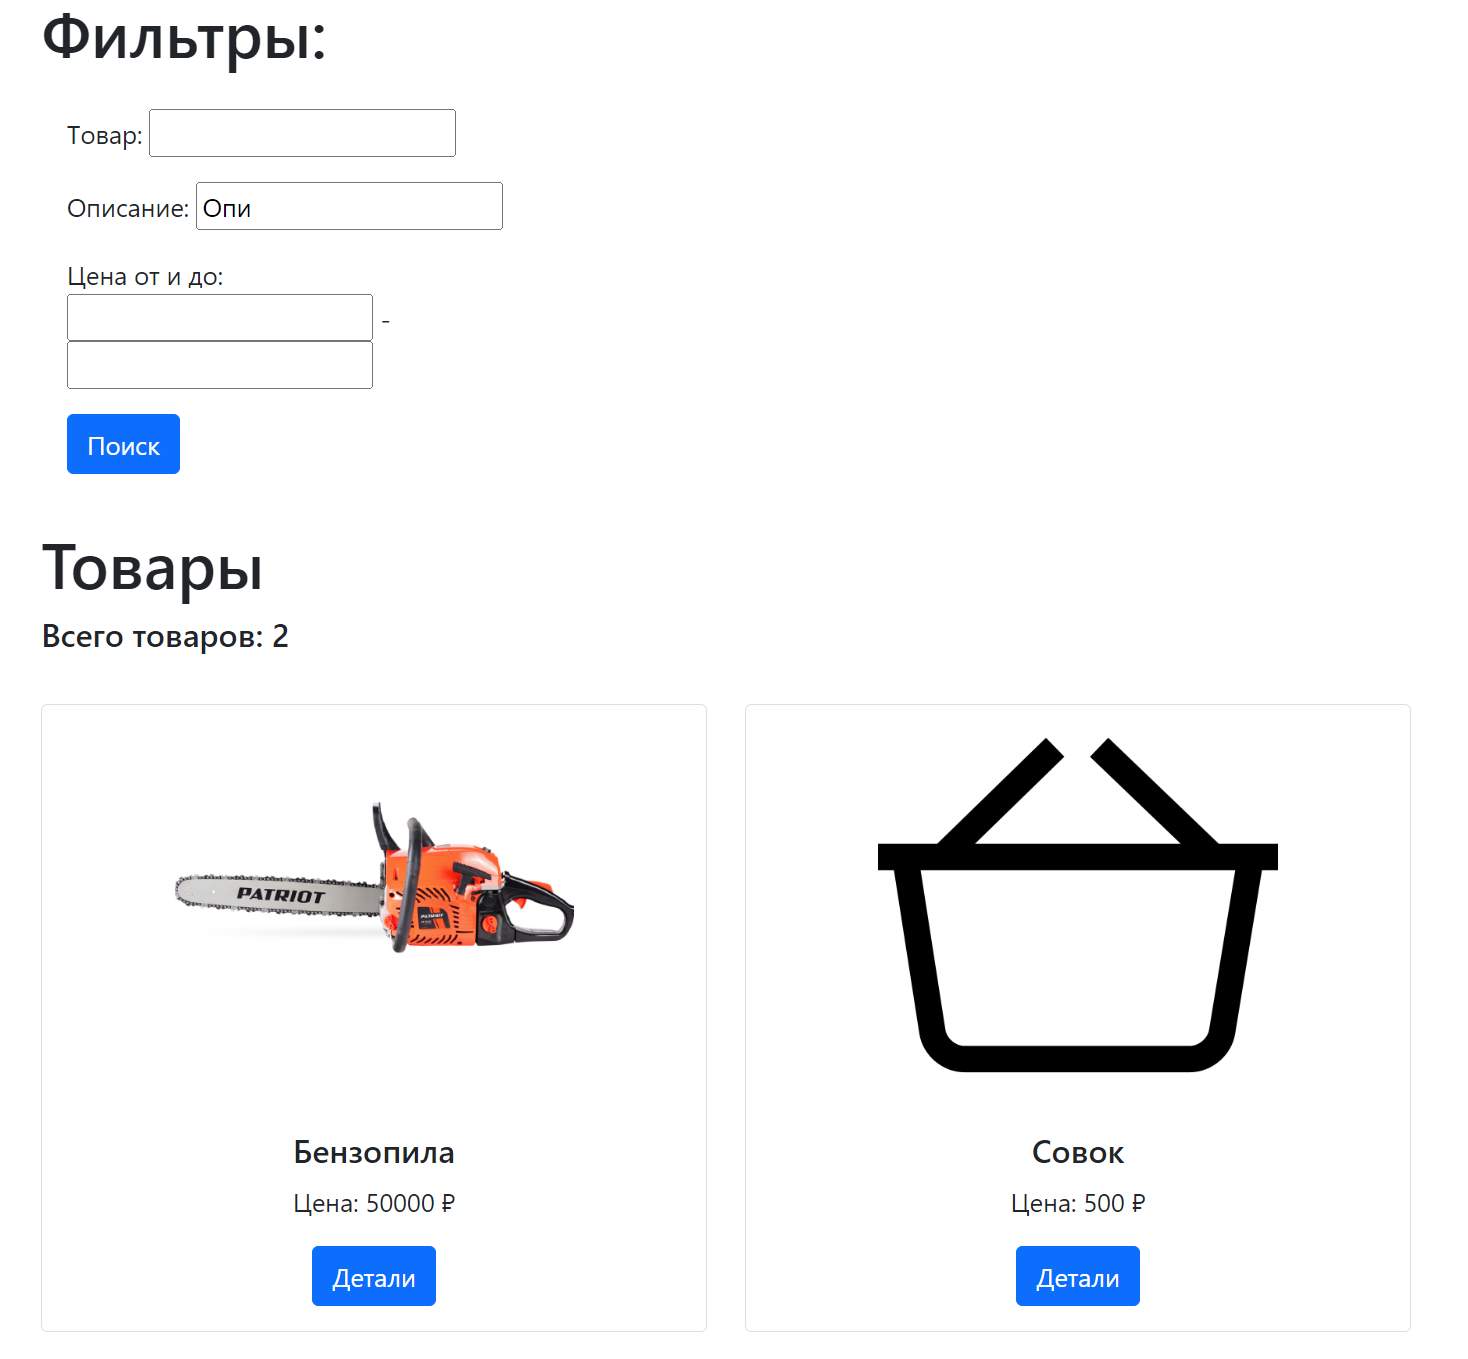 Фильтры:
Товар:
Описание: Опи
Цена от и до:
-
Поиск
Товары
Всего товаров: 2
PATRIOT
PATRIOT
Бензопила
Цена: 50000 ₽
Детали
Совок
Цена: 500 ₽
Детали